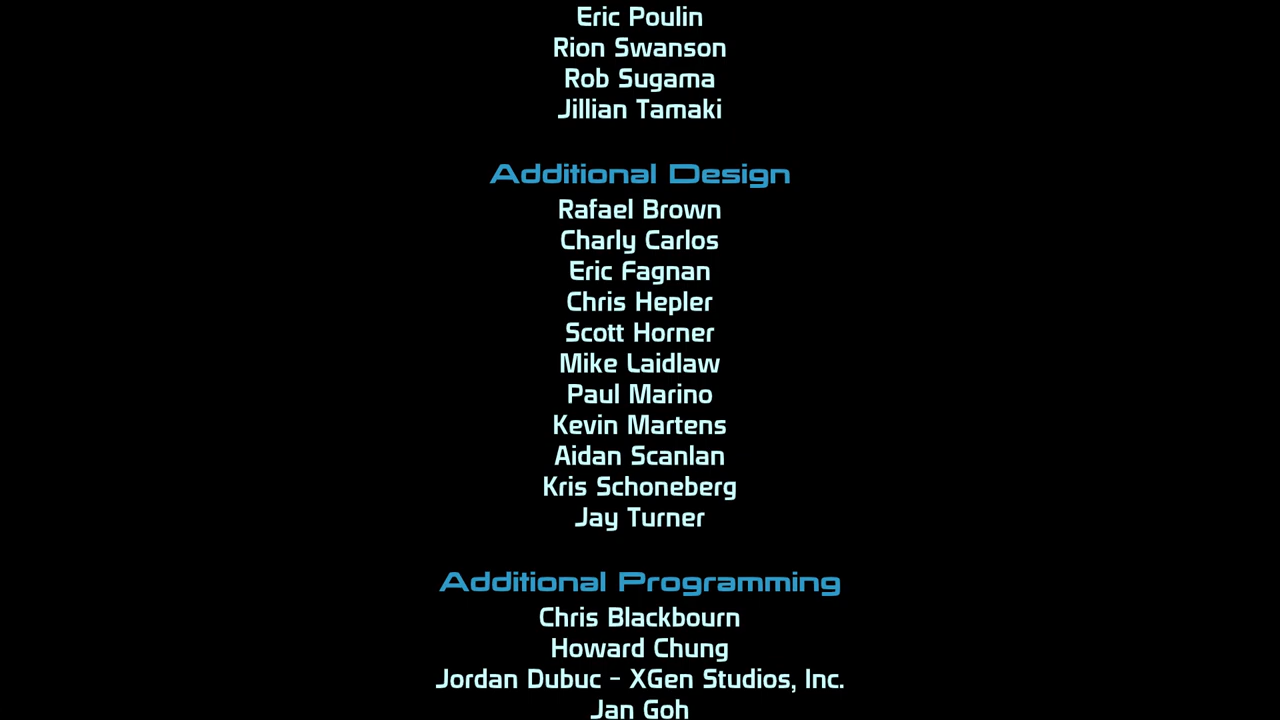 Eric Poulin
Rion Swanson
Rob Sugama
Jillian Tamaki
Additional Design
Rafael Brown
Charly Carlos
Eric Fagnan
Chris Hepler
Scott Horner
Mike Laidlaw
Paul Marino
Kevin Martens
Aidan Scanlan
Kris Schoneberg
Jay Turner
Additional Programming
Chris Blackbourn
Howard Chung
Jordan Dubuc - XGen Studios, Inc.
Jan Goh